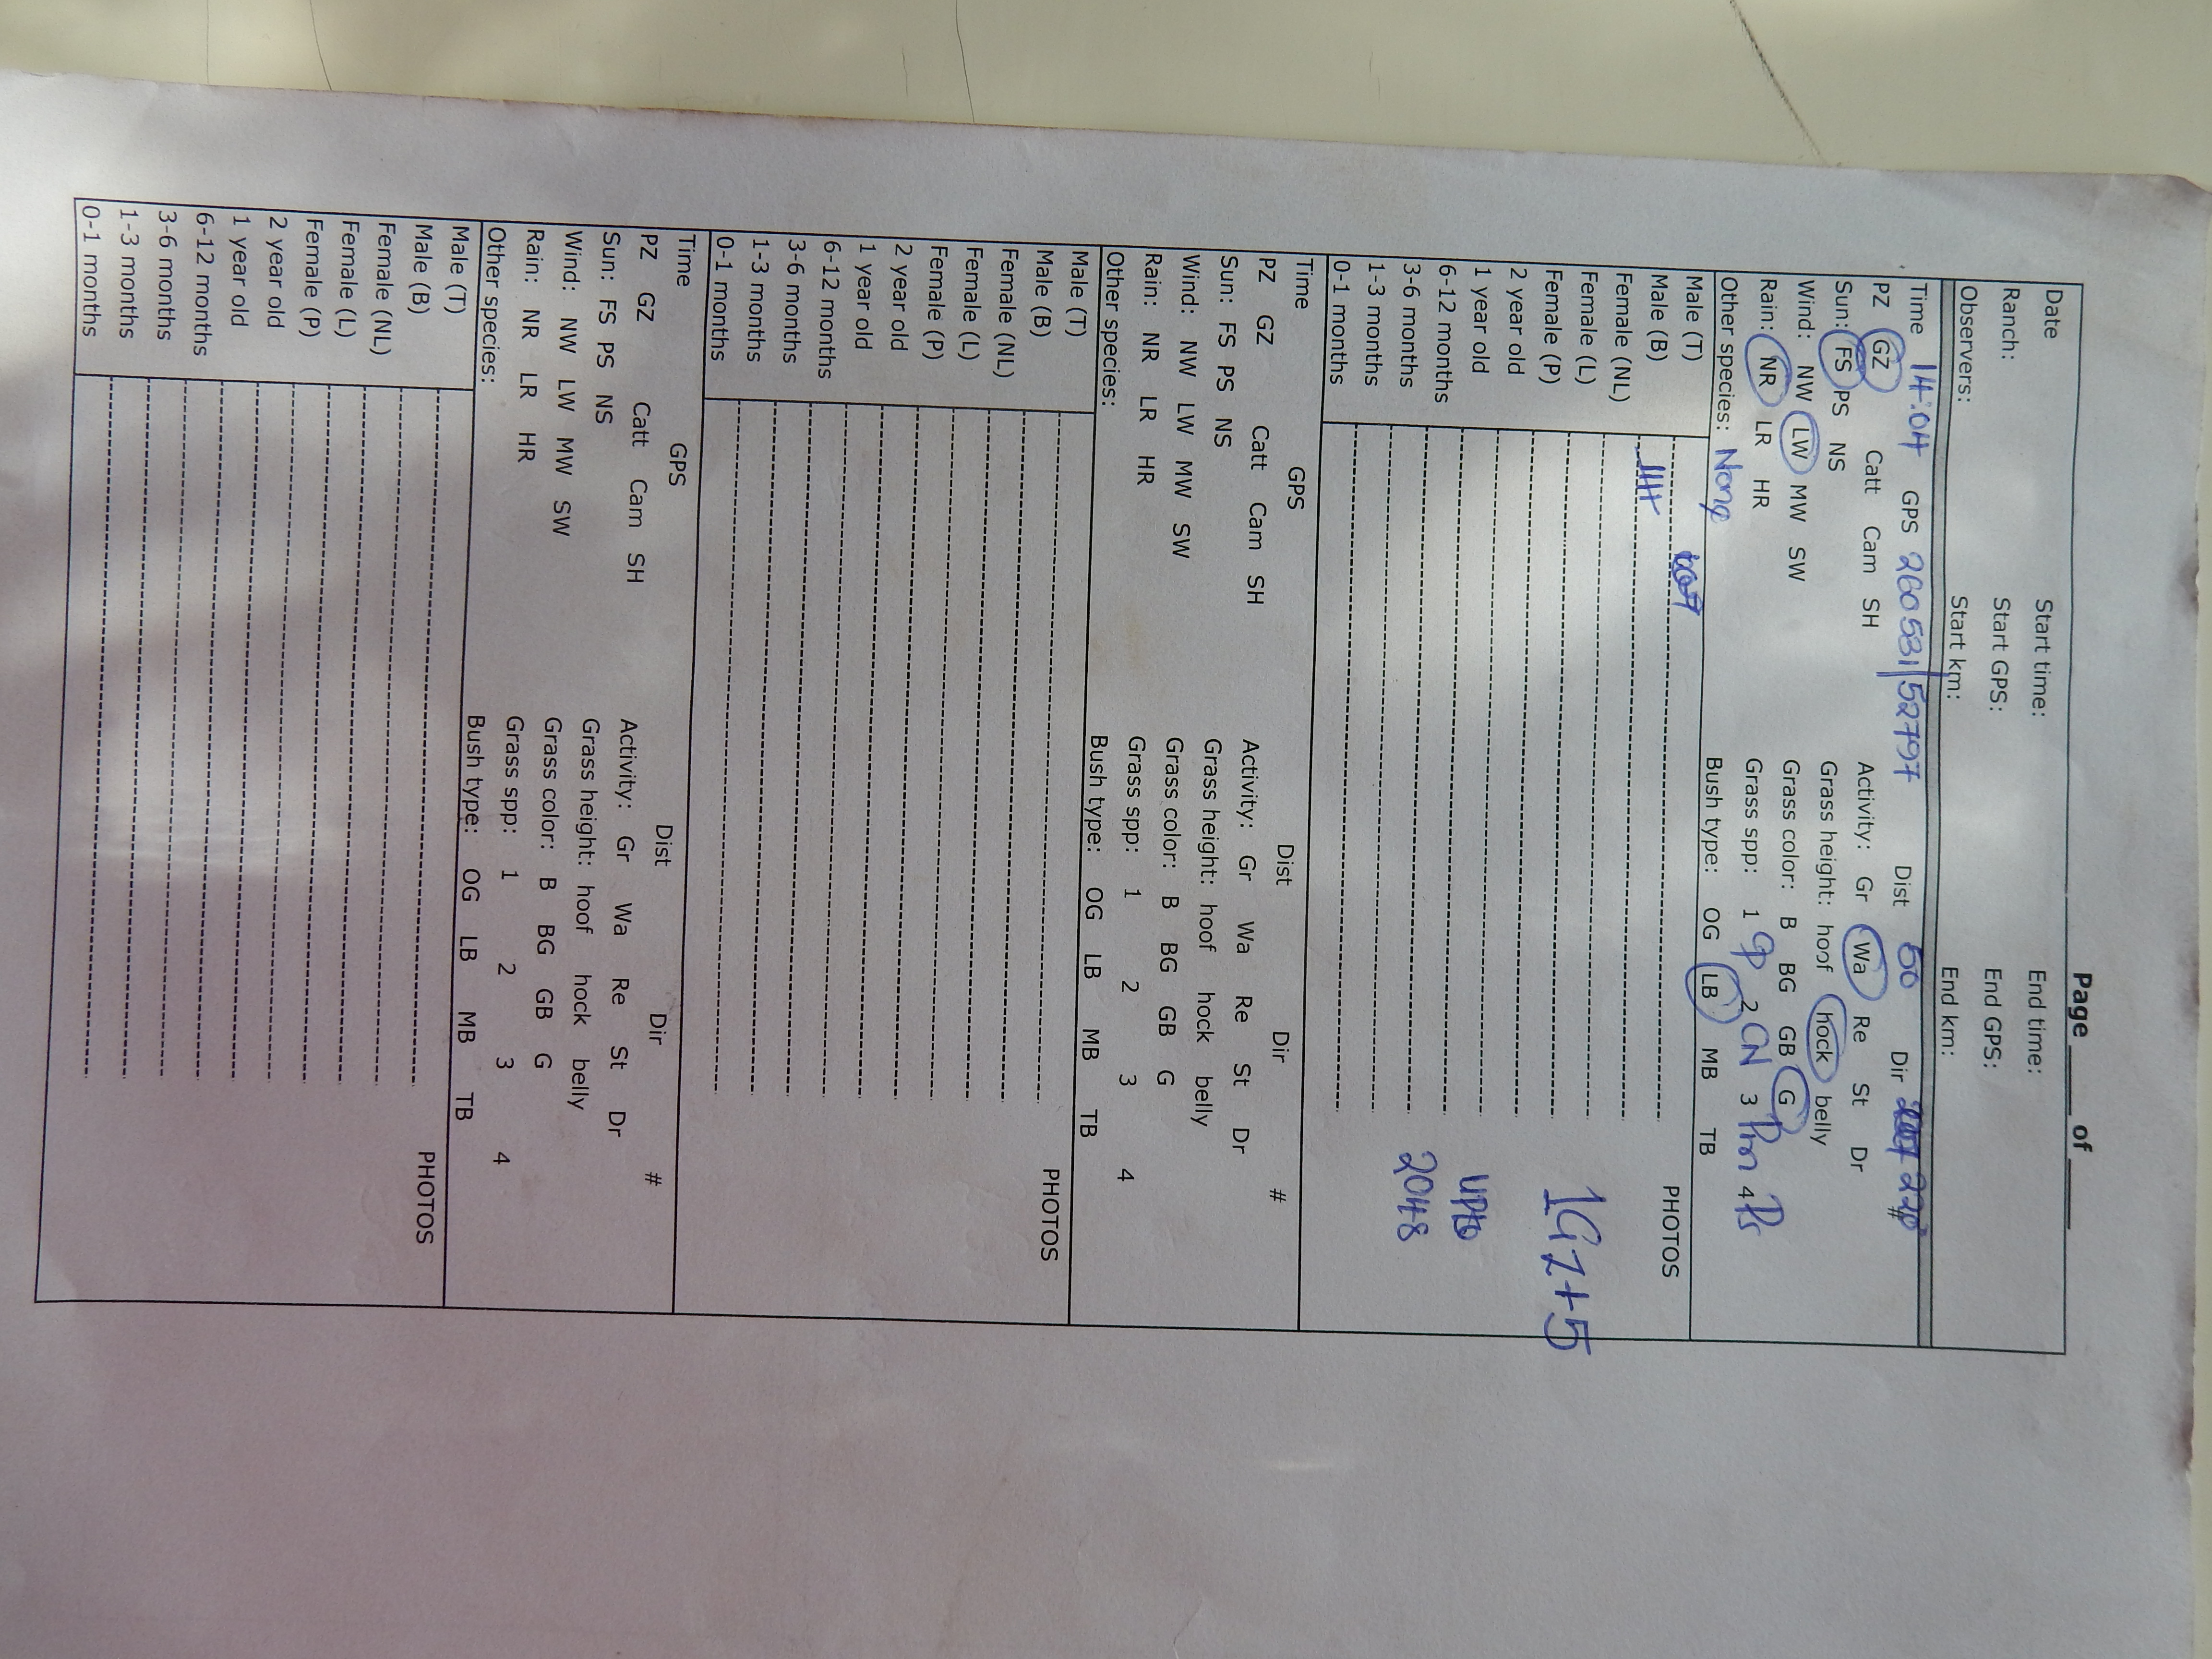 Page _____ of _____
Date Start time: End time:
Ranch: Start GPS: End GPS:
Observers: Start km: End km:
Time 14:04 GPS 260531|52797 Dist 50 Dir 220° #
PZ GZ Catt Cam SH Activity: Gr Wa Re St Dr
Sun: FS PS NS Grass height: hoof hock belly
Wind: NW LW MW SW Grass color: B BG GB G
Rain: NR LR HR Grass spp: 1 2 CN 3 Pm 4 Ps
Other species: None Bush type: OG LB MB TB
Male (T) PHOTOS
Male (B)
Female (NL)
Female (L) 1Gz+5
Female (P)
2 year old
1 year old upto
6-12 months
3-6 months 2048
1-3 months
0-1 months
Time GPS Dist Dir #
PZ GZ Catt Cam SH Activity: Gr Wa Re St Dr
Sun: FS PS NS Grass height: hoof hock belly
Wind: NW LW MW SW Grass color: B BG GB G
Rain: NR LR HR Grass spp: 1 2 3 4
Other species: Bush type: OG LB MB TB
Male (T) PHOTOS
Male (B)
Female (NL)
Female (L)
Female (P)
2 year old
1 year old
6-12 months
3-6 months
1-3 months
0-1 months
Time GPS Dist Dir #
PZ GZ Catt Cam SH Activity: Gr Wa Re St Dr
Sun: FS PS NS Grass height: hoof hock belly
Wind: NW LW MW SW Grass color: B BG GB G
Rain: NR LR HR Grass spp: 1 2 3 4
Other species: Bush type: OG LB MB TB
Male (T) PHOTOS
Male (B)
Female (NL)
Female (L)
Female (P)
2 year old
1 year old
6-12 months
3-6 months
1-3 months
0-1 months